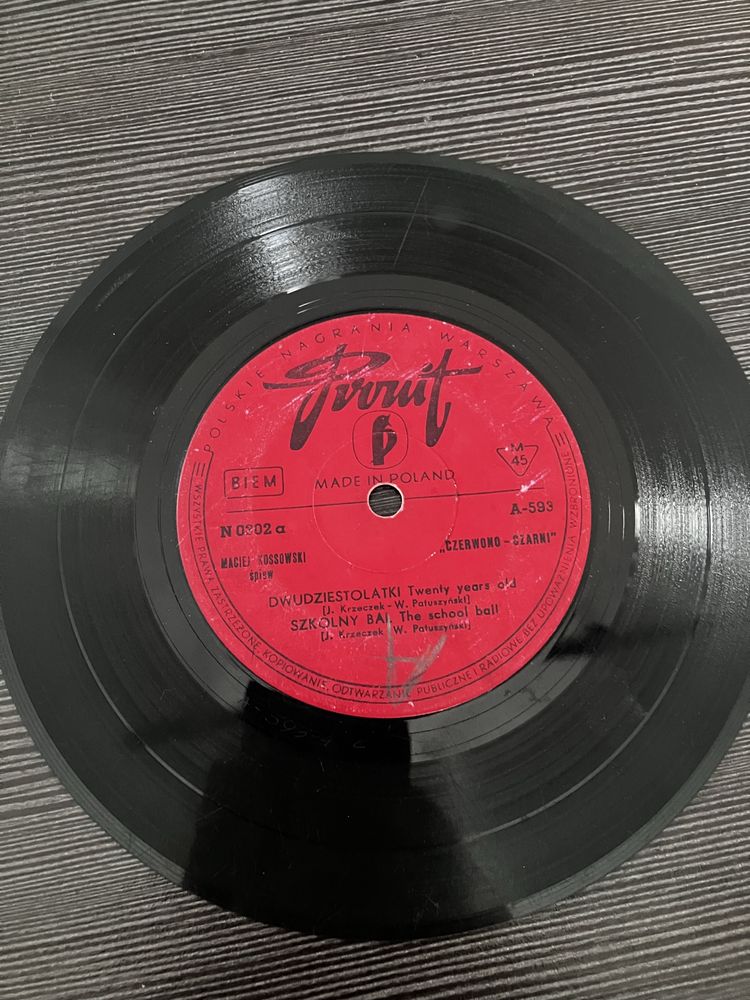 POLSKIE NAGRANIA WARSZAWA
Pronit
BIEM
MADE IN POLAND
M
45
N 0302 a
A-593
MACIEJ KOSSOWSKI
śpiew
„CZERWONO-CZARNI"
DWUDZIESTOLATKI Twenty years old
[J. Krzeczek-W. Patuszyński]
SZKOLNY BAL The school ball
[J. Krzeczek-W. Patuszyński]
WSZYSTKIE PRAWA ZASTRZEŻONE, KOPIOWANIE, ODTWARZANIE PUBLICZNE I RADIOWE BEZ UPOWAŻNIENIA WZBRONIONE